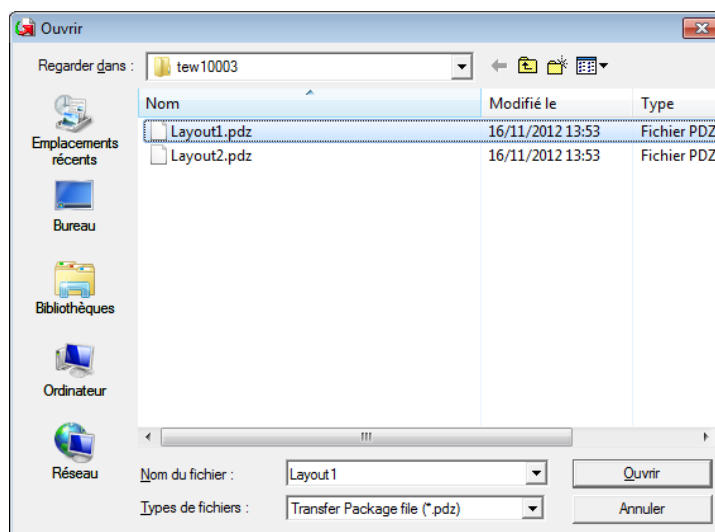 Ouvrir
Regarder dans :
tew10003
Nom
Modifié le
Type
Layout1.pdz
16/11/2012 13:53
Fichier PDZ
Layout2.pdz
16/11/2012 13:53
Fichier PDZ
Emplacements
récents
Bureau
Bibliothèques
Ordinateur
Réseau
Nom du fichier :
Layout1
Ouvrir
Types de fichiers :
Transfer Package file (*.pdz)
Annuler